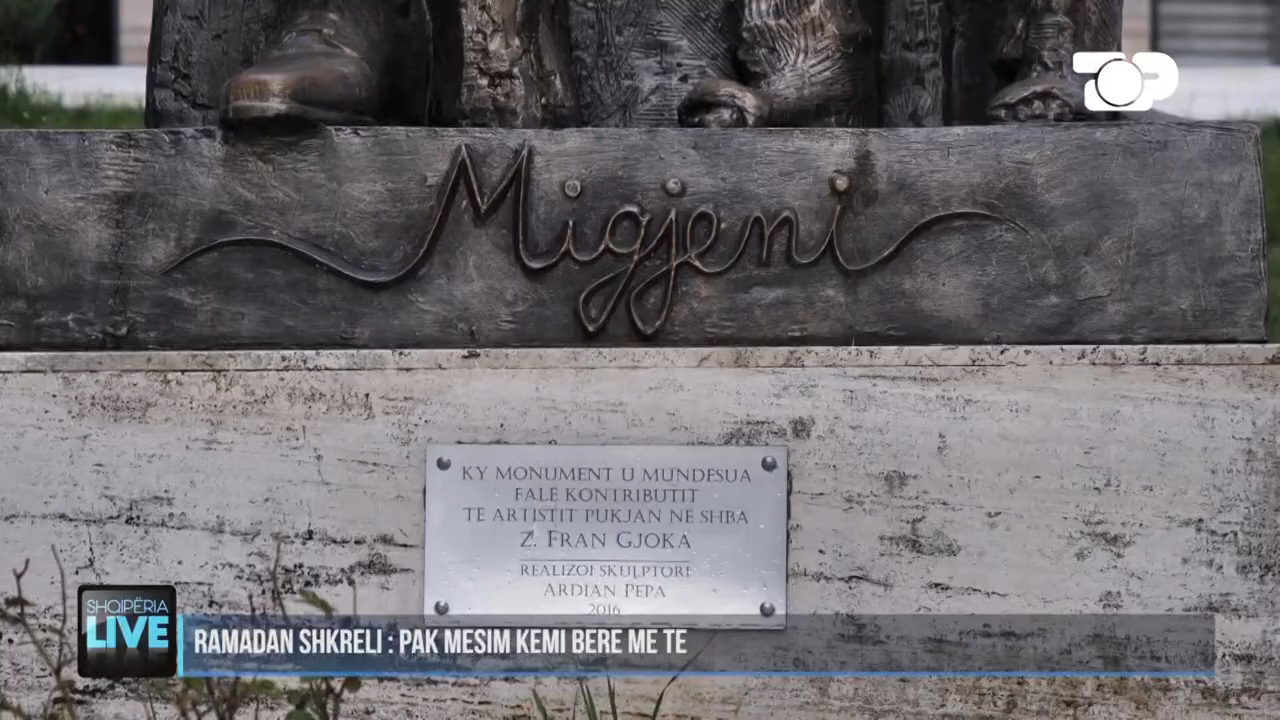 TOP
Migjeni
KY MONUMENT U MUNDESUA
FALE KONTRIBUTIT
TE ARTISTIT PUKJAN NE SHBA
Z. FRAN GJOKA
REALIZOI SKULPTORI
ARDIAN PEPA
2016
SHQIPËRIA
LIVE
RAMADAN SHKRELI : PAK MESIM KEMI BERE ME TE